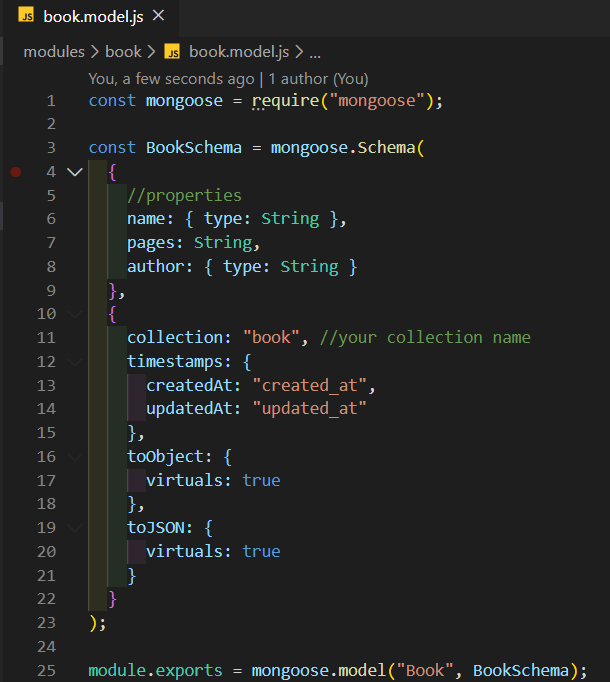 JS book.model.js ×
modules > book > JS book.model.js > ...
You, a few seconds ago | 1 author (You)
1 const mongoose = require("mongoose");
2
3 const BookSchema = mongoose.Schema(
4 {
5 //properties
6 name: { type: String },
7 pages: String,
8 author: { type: String }
9 },
10 {
11 collection: "book", //your collection name
12 timestamps: {
13 createdAt: "created_at",
14 updatedAt: "updated_at"
15 },
16 toObject: {
17 virtuals: true
18 },
19 toJSON: {
20 virtuals: true
21 }
22 }
23 );
24
25 module.exports = mongoose.model("Book", BookSchema);